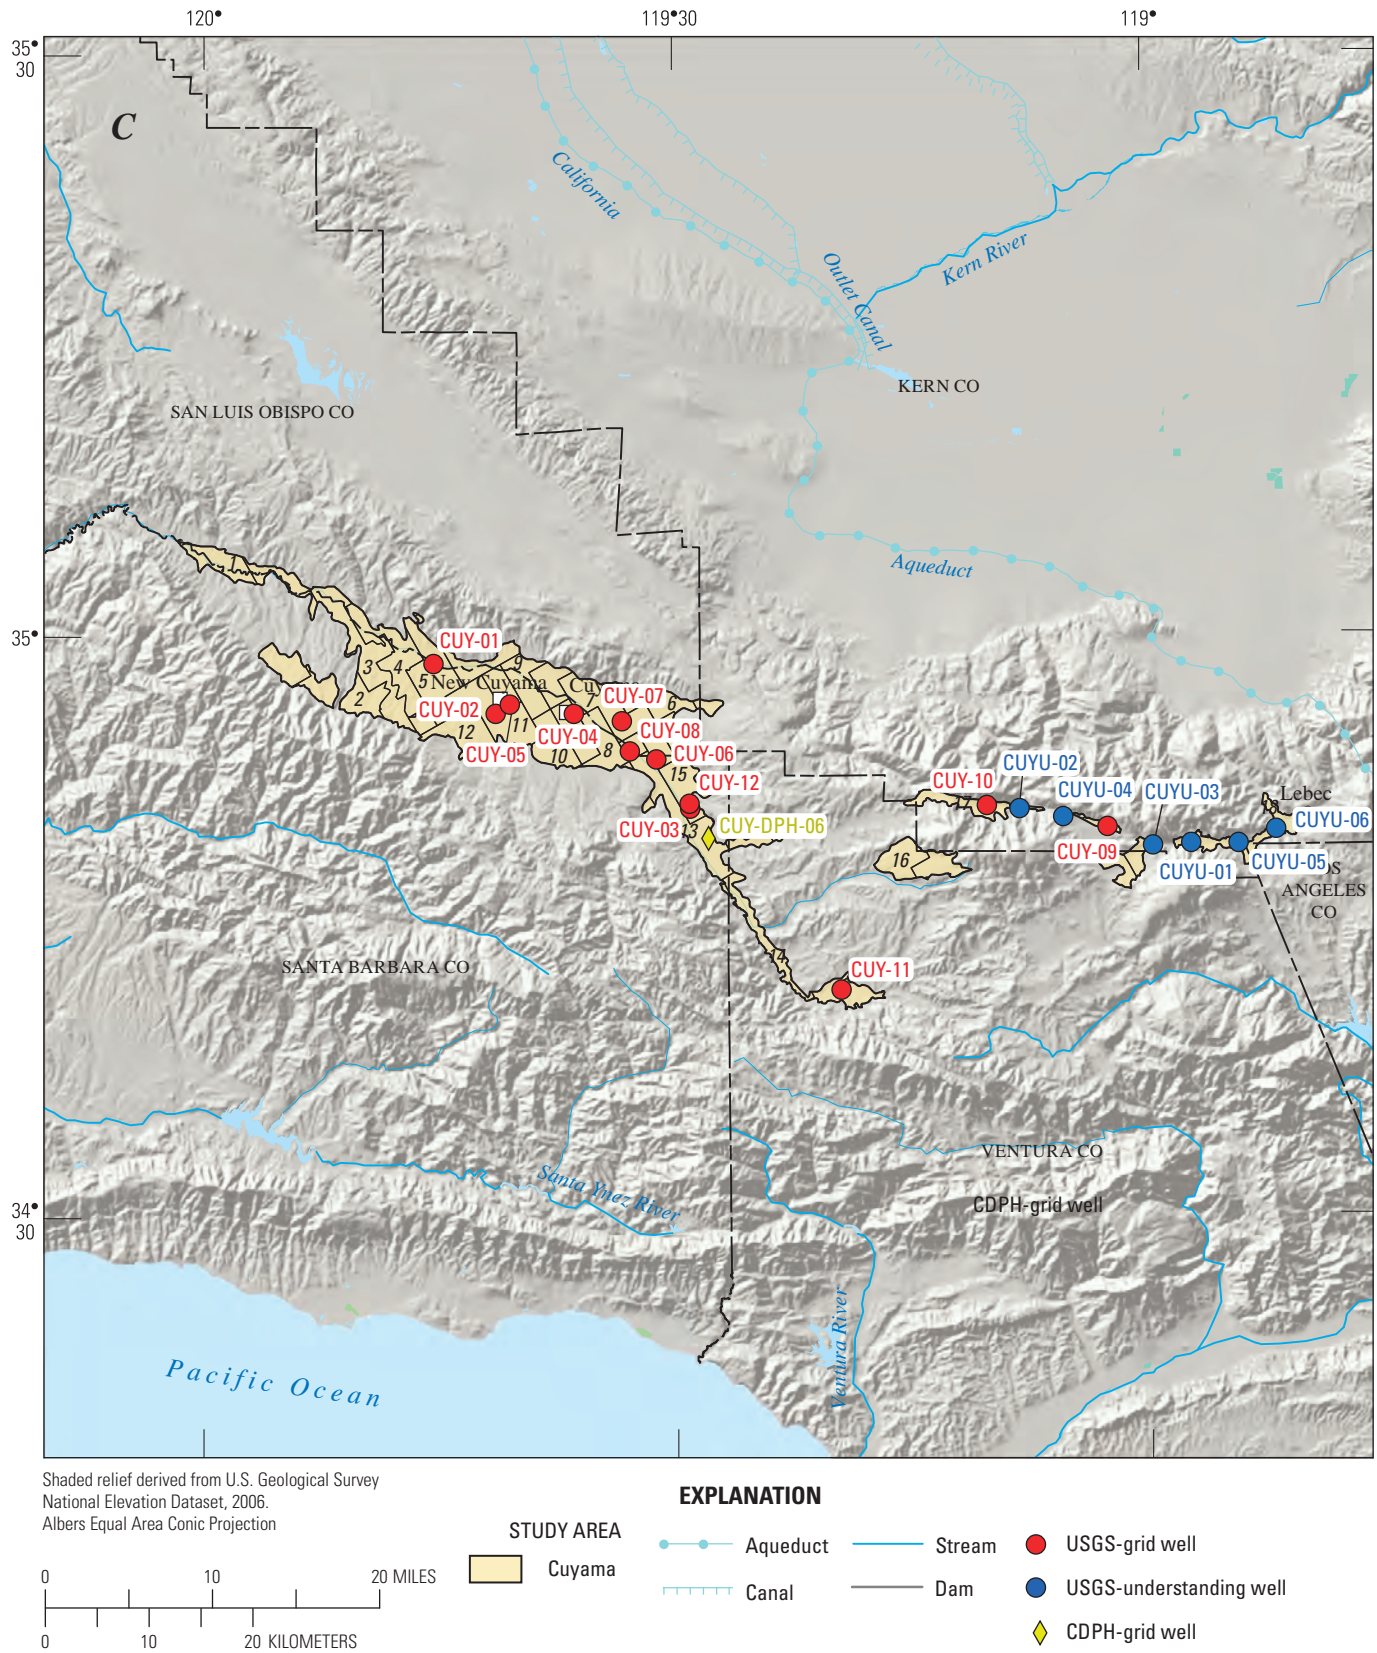 120°
119°30
119°
35°
30
C
California
Outlet Canal
Kern River
KERN CO
SAN LUIS OBISPO CO
Aqueduct
1
35°
CUY-01
9
3
4
5
New Cuyama
2
7
6
CUY-07
CUY-02
11
12
CUY-04
CUY-08
CUY-05
10
8
CUY-06
15
CUY-12
CUY-03
13
CUY-DPH-06
CUYU-02
CUY-10
CUYU-04
CUYU-03
Lebec
CUYU-06
CUY-09
CUYU-01
CUYU-05
16
OS
ANGELES
CO
SANTA BARBARA CO
14
CUY-11
VENTURA CO
Santa Ynez River
CDPH-grid well
34°
30
Ventura River
Pacific Ocean
Shaded relief derived from U.S. Geological Survey
National Elevation Dataset, 2006.
Albers Equal Area Conic Projection
0 10 20 MILES
0 10 20 KILOMETERS
EXPLANATION
STUDY AREA
Cuyama
Aqueduct
Canal
Stream
Dam
USGS-grid well
USGS-understanding well
CDPH-grid well